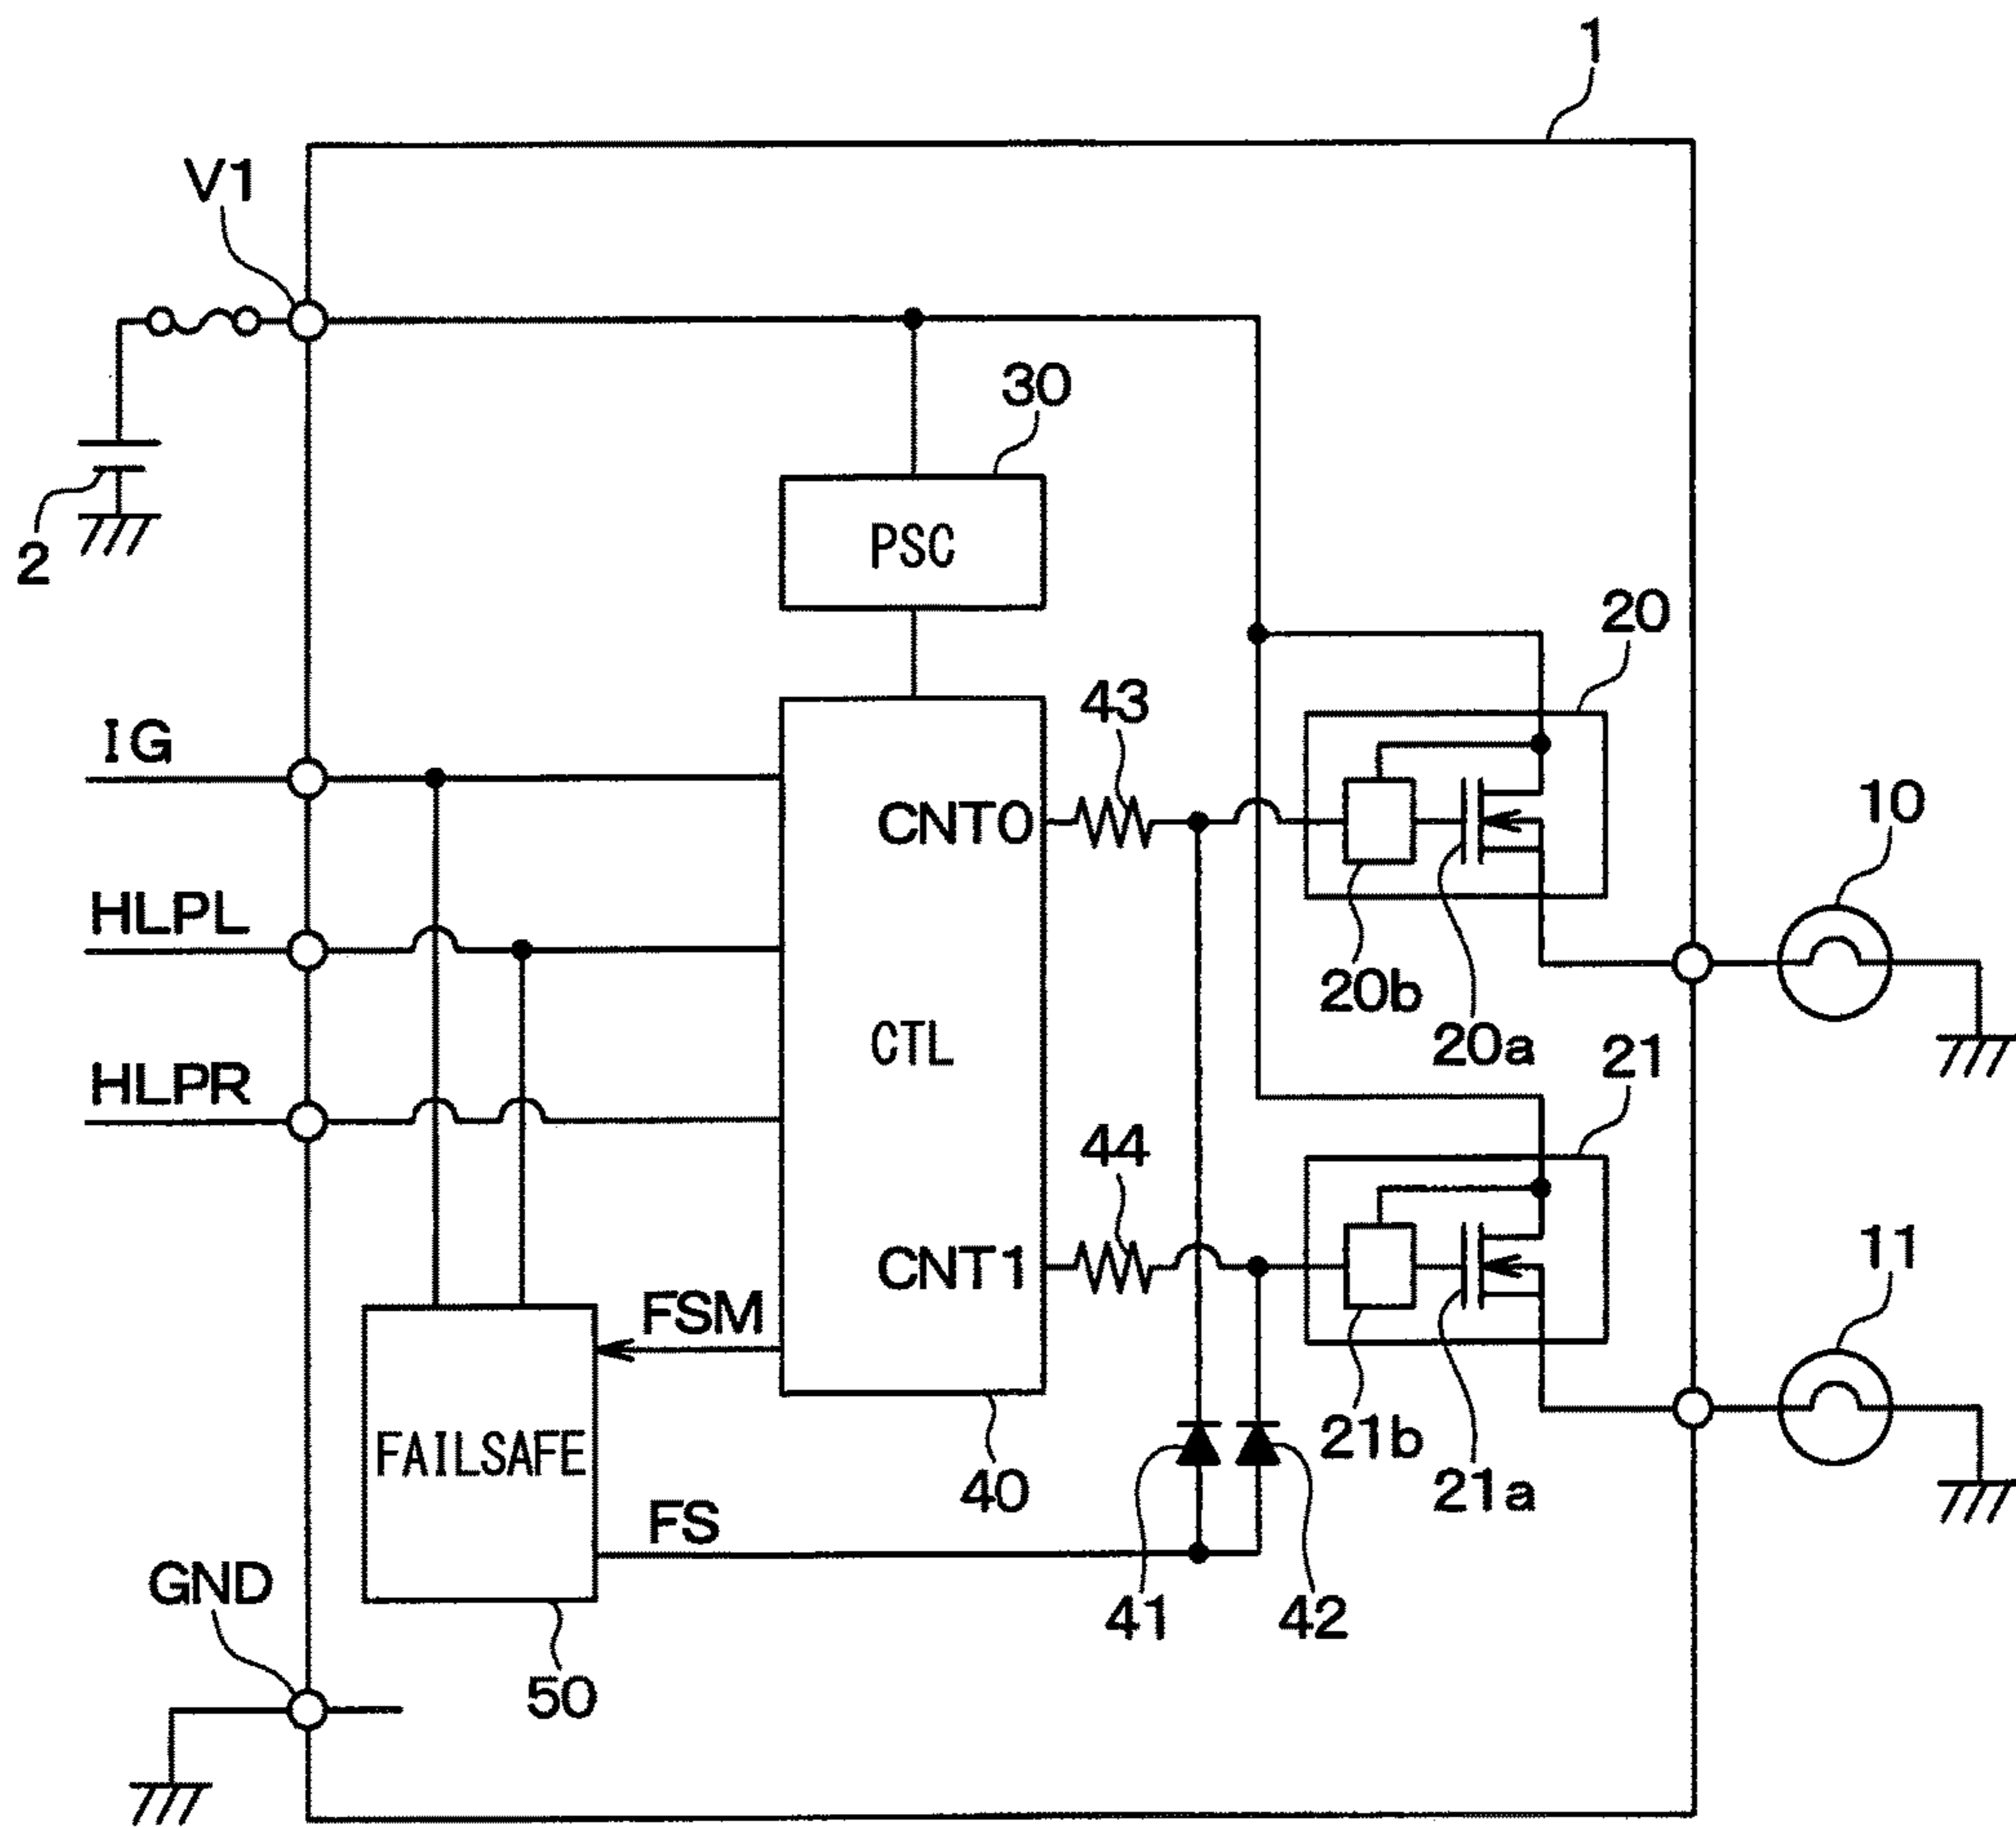 1
V1
30
PSC
2
20
43
IG
CNT0
10
HLPL
20b
20a
CTL
21
HLPR
44
11
CNT1
FSM
21b
21a
FAILSAFE
40
FS
GND
41
42
50